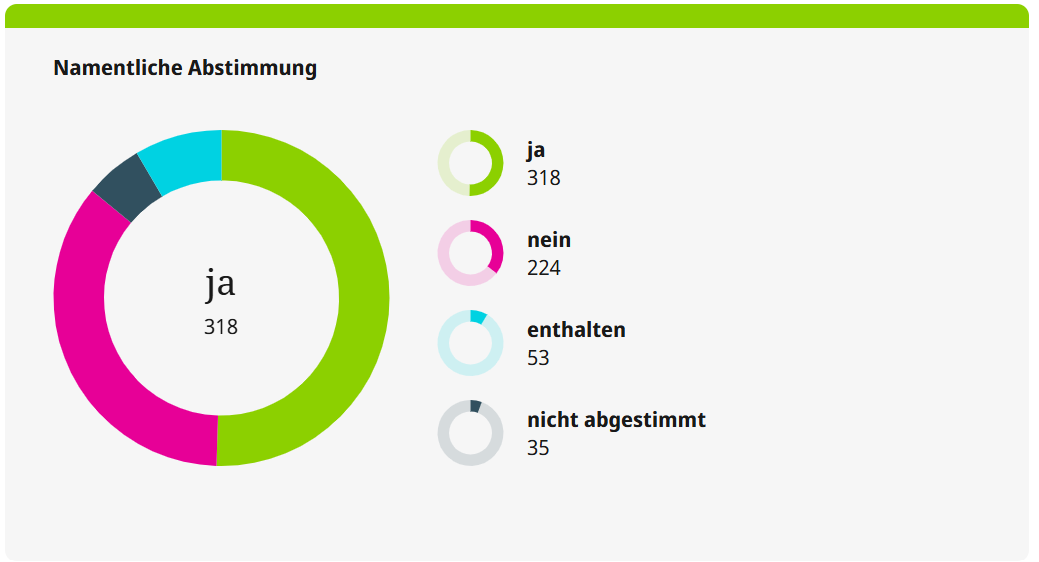 Namentliche Abstimmung
ja
318
ja
318
nein
224
enthalten
53
nicht abgestimmt
35